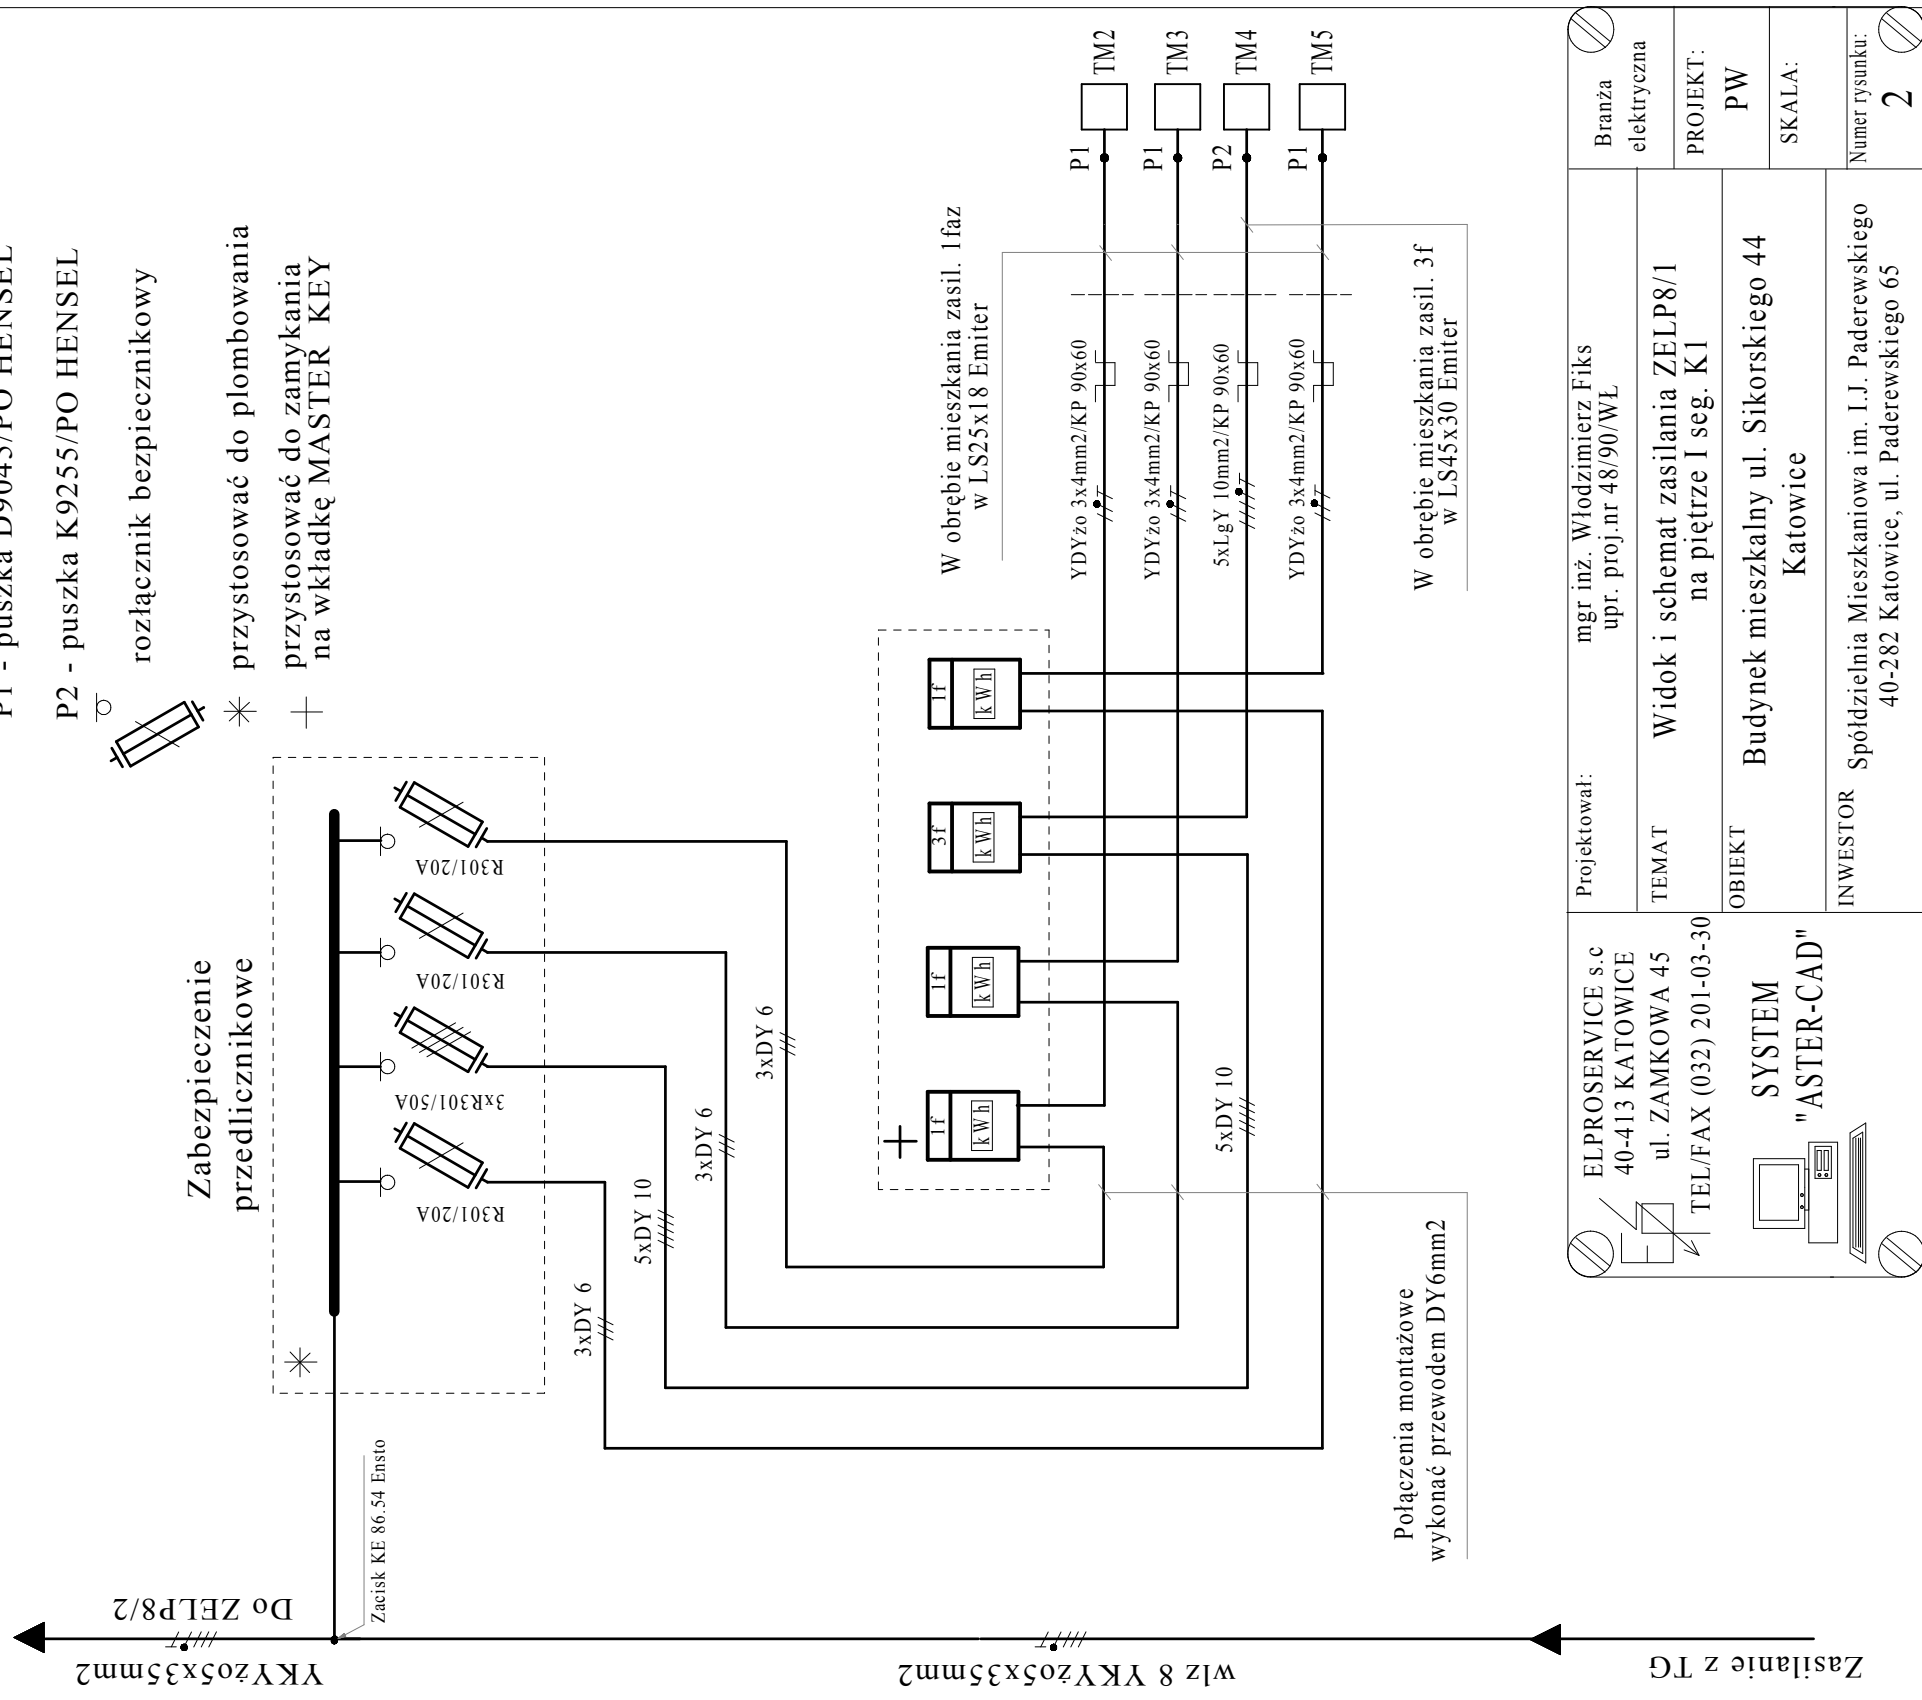 P2 - puszka K9255/PO HENSEL
rozłącznik bezpiecznikowy
przystosować do plombowania
przystosować do zamykania
na wkładkę MASTER KEY
Zabezpieczenie
przedlicznikowe
R301/20A
3xR301/50A
R301/20A
R301/20A
3xDY 6
5xDY 10
3xDY 6
3xDY 6
5xDY 10
1f
kWh
1f
kWh
3f
kWh
1f
kWh
W obrębie mieszkania zasil. 1faz
w LS25x18 Emiter
YDYżo 3x4mm2/KP 90x60
P1
TM2
YDYżo 3x4mm2/KP 90x60
P1
TM3
5xLgY 10mm2/KP 90x60
P2
TM4
YDYżo 3x4mm2/KP 90x60
P1
TM5
W obrębie mieszkania zasil. 3f
w LS45x30 Emiter
Połączenia montażowe
wykonać przewodem DY6mm2
Zacisk KE 86.54 Ensto
Do ZELP8/2
YKYżo5x35mm2
wlz 8 YKYżo5x35mm2
Zasilanie z TG
ELPROSERVICE s.c
40-413 KATOWICE
ul. ZAMKOWA 45
TEL/FAX (032) 201-03-30
SYSTEM
"ASTER-CAD"
Projektował:
mgr inż. Włodzimierz Fiks
upr. proj.nr 48/90/WŁ
TEMAT
Widok i schemat zasilania ZELP8/1
na piętrze I seg. K1
OBIEKT
Budynek mieszkalny ul. Sikorskiego 44
Katowice
INWESTOR
Spółdzielnia Mieszkaniowa im. I.J. Paderewskiego
40-282 Katowice, ul. Paderewskiego 65
Branża
elektryczna
PROJEKT:
PW
SKALA:
Numer rysunku:
2